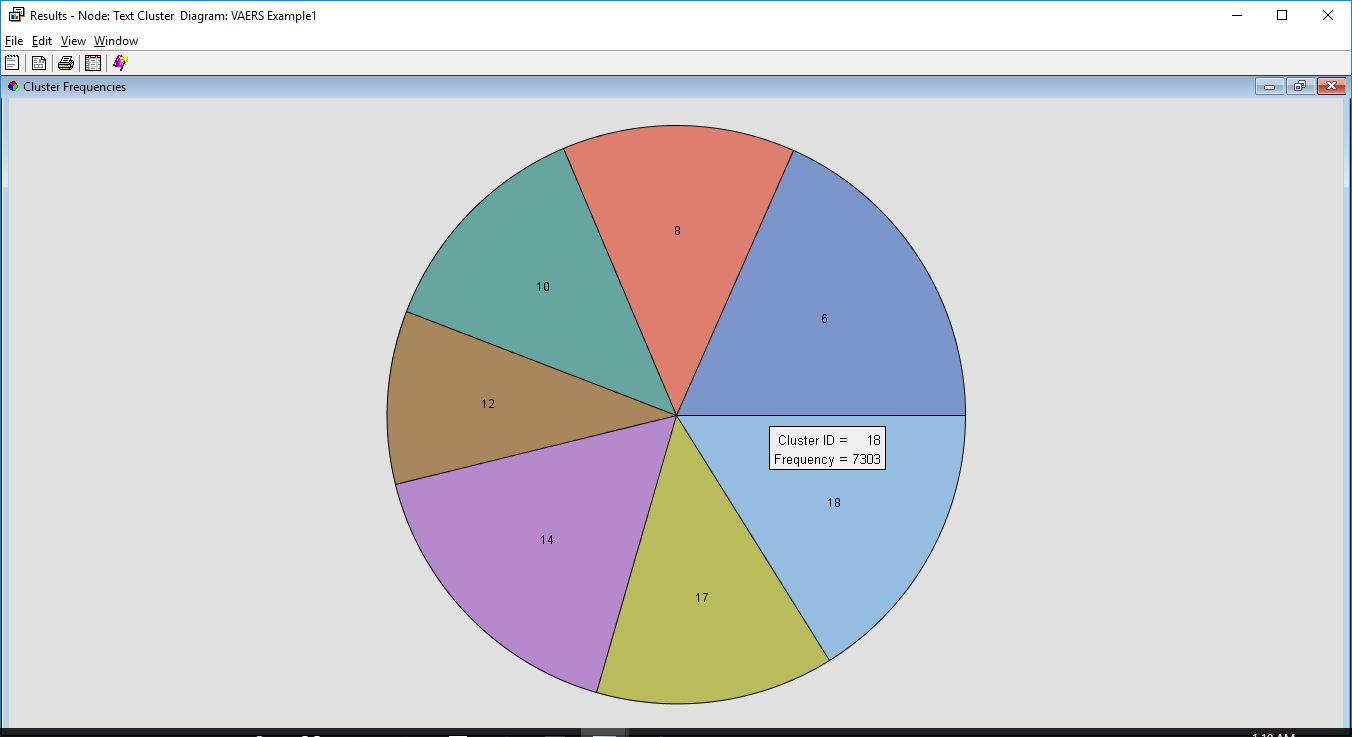 Results - Node: Text Cluster  Diagram: VAERS Example1
File Edit View Window
Cluster Frequencies
8
6
10
12
Cluster ID = 18
Frequency = 7303
18
14
17